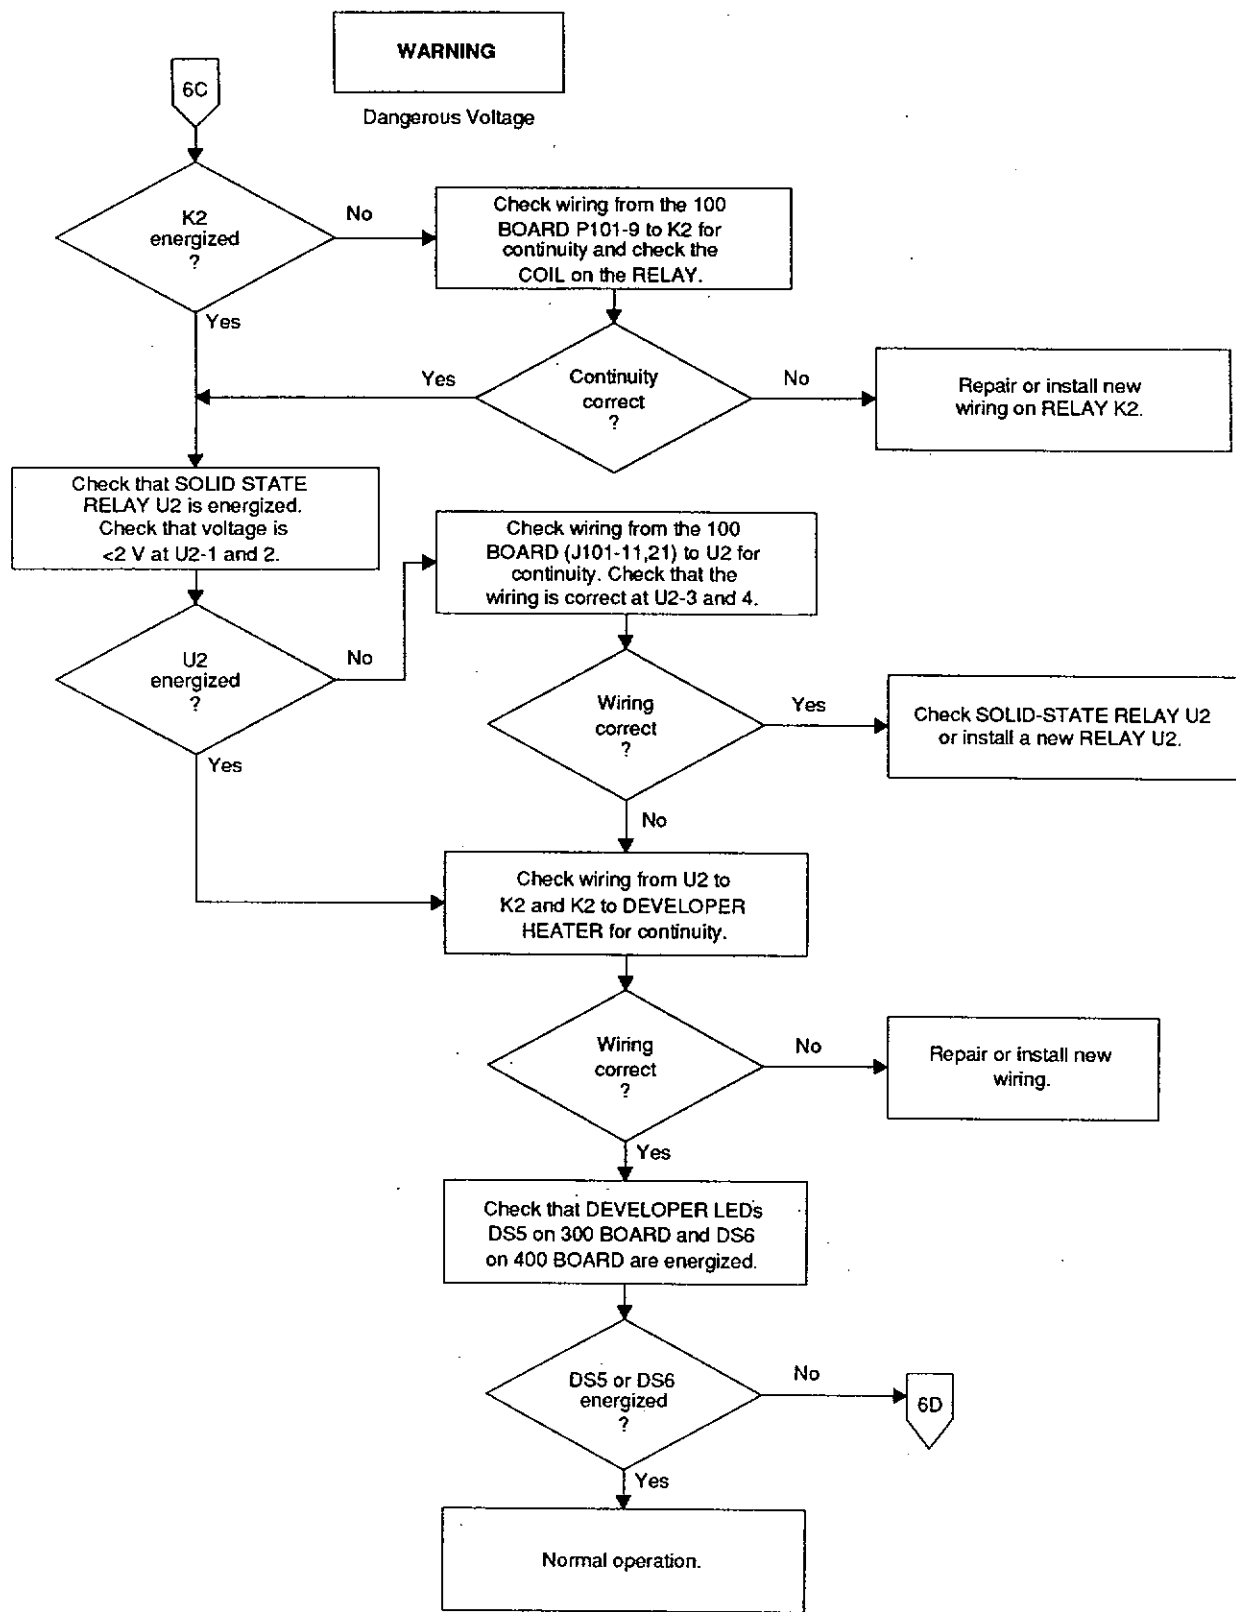 WARNING
6C
Dangerous Voltage
K2
energized
?
No
Check wiring from the 100
BOARD P101-9 to K2 for
continuity and check the
COIL on the RELAY.
Yes
Yes
Continuity
correct
?
No
Repair or install new
wiring on RELAY K2.
Check that SOLID STATE
RELAY U2 is energized.
Check that voltage is
<2 V at U2-1 and 2.
Check wiring from the 100
BOARD (J101-11,21) to U2 for
continuity. Check that the
wiring is correct at U2-3 and 4.
U2
energized
?
No
Yes
Wiring
correct
?
Yes
Check SOLID-STATE RELAY U2
or install a new RELAY U2.
No
Check wiring from U2 to
K2 and K2 to DEVELOPER
HEATER for continuity.
Wiring
correct
?
No
Repair or install new
wiring.
Yes
Check that DEVELOPER LEDs
DS5 on 300 BOARD and DS6
on 400 BOARD are energized.
DS5 or DS6
energized
?
No
6D
Yes
Normal operation.